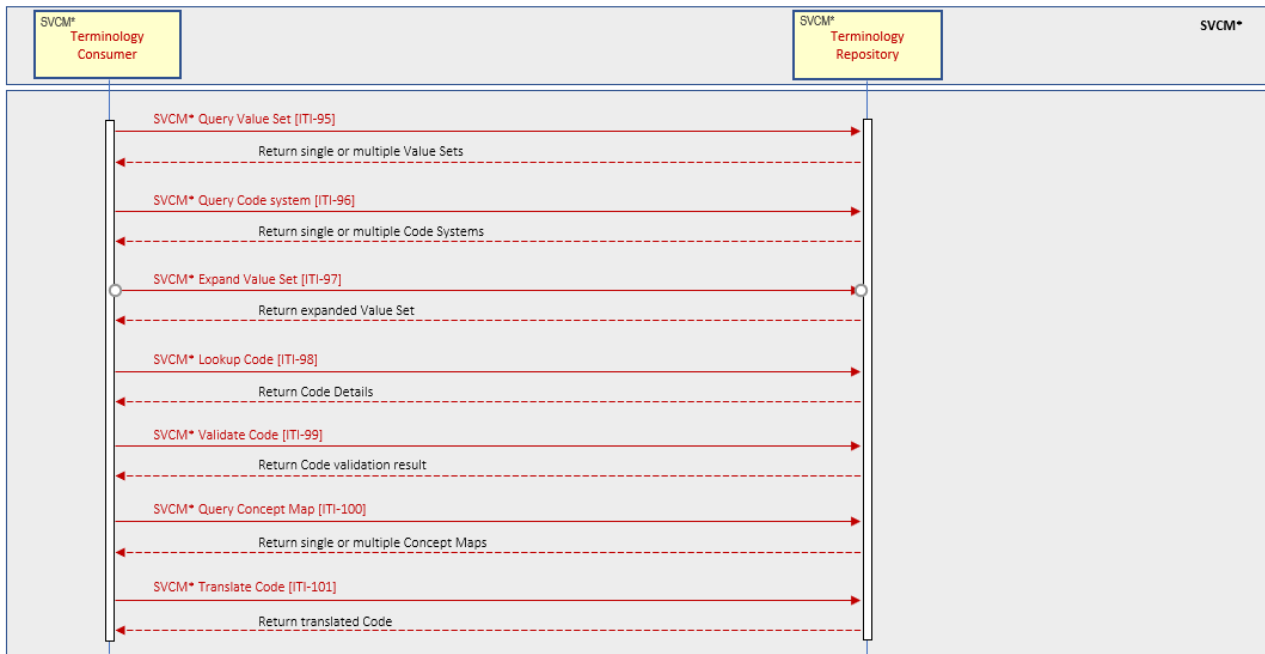 SVCM*
Terminology
Consumer
SVCM*
Terminology
Repository
SVCM*
SVCM* Query Value Set [ITI-95]
Return single or multiple Value Sets
SVCM* Query Code system [ITI-96]
Return single or multiple Code Systems
SVCM* Expand Value Set [ITI-97]
Return expanded Value Set
SVCM* Lookup Code [ITI-98]
Return Code Details
SVCM* Validate Code [ITI-99]
Return Code validation result
SVCM* Query Concept Map [ITI-100]
Return single or multiple Concept Maps
SVCM* Translate Code [ITI-101]
Return translated Code